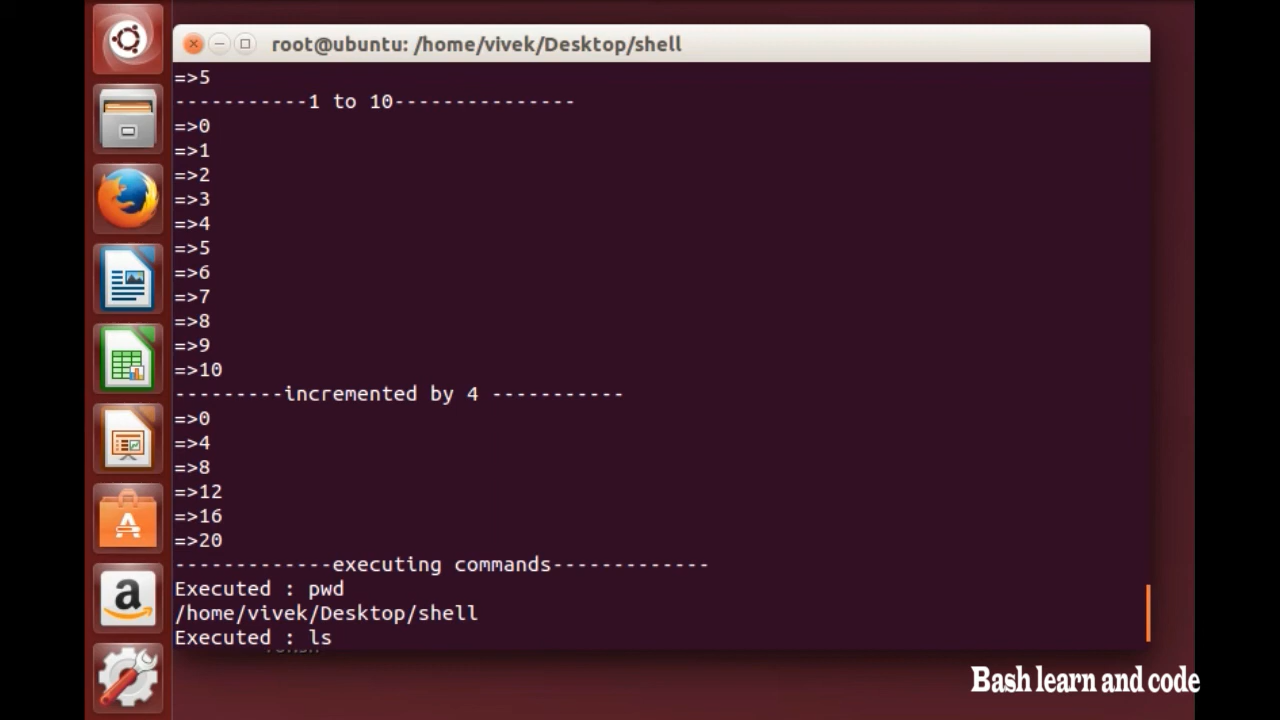 root@ubuntu: /home/vivek/Desktop/shell
=>5
-----------1 to 10---------------
=>0
=>1
=>2
=>3
=>4
=>5
=>6
=>7
=>8
=>9
=>10
---------incremented by 4 -----------
=>0
=>4
=>8
=>12
=>16
=>20
-------------executing commands-------------
Executed : pwd
/home/vivek/Desktop/shell
Executed : ls
Bash learn and code